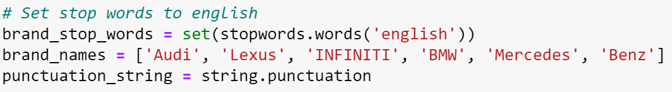 # Set stop words to english
brand_stop_words = set(stopwords.words('english'))
brand_names = ['Audi', 'Lexus', 'INFINITI', 'BMW', 'Mercedes', 'Benz']
punctuation_string = string.punctuation